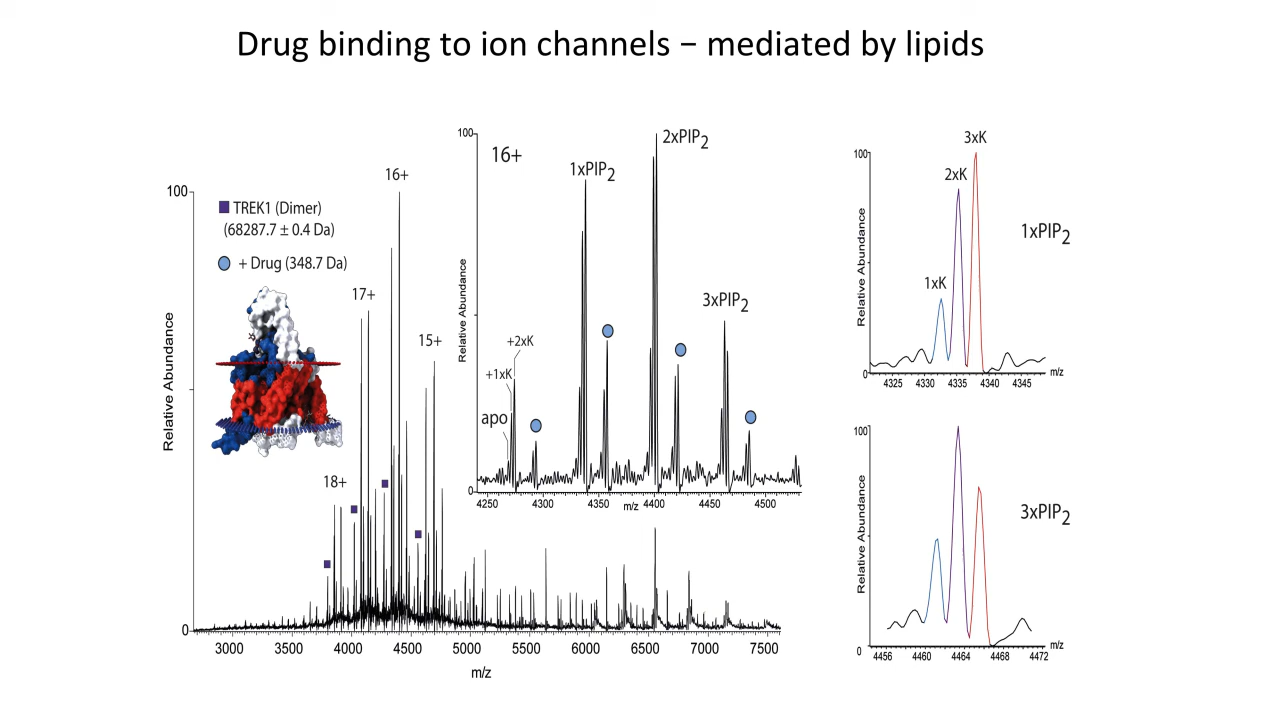 Drug binding to ion channels – mediated by lipids
100
0
Relative Abundance
TREK1 (Dimer)
(68287.7 ± 0.4 Da)
+ Drug (348.7 Da)
18+
17+
16+
15+
3000 3500 4000 4500 5000 5500 6000 6500 7000 7500
m/z
100
0
Relative Abundance
16+
apo
+1xK
+2xK
1xPIP2
2xPIP2
3xPIP2
4250 4300 4350 4400 4450 4500
m/z
100
0
Relative Abundance
1xK
2xK
3xK
1xPIP2
4325 4330 4335 4340 4345
m/z
100
0
Relative Abundance
3xPIP2
4456 4460 4464 4468 4472
m/z